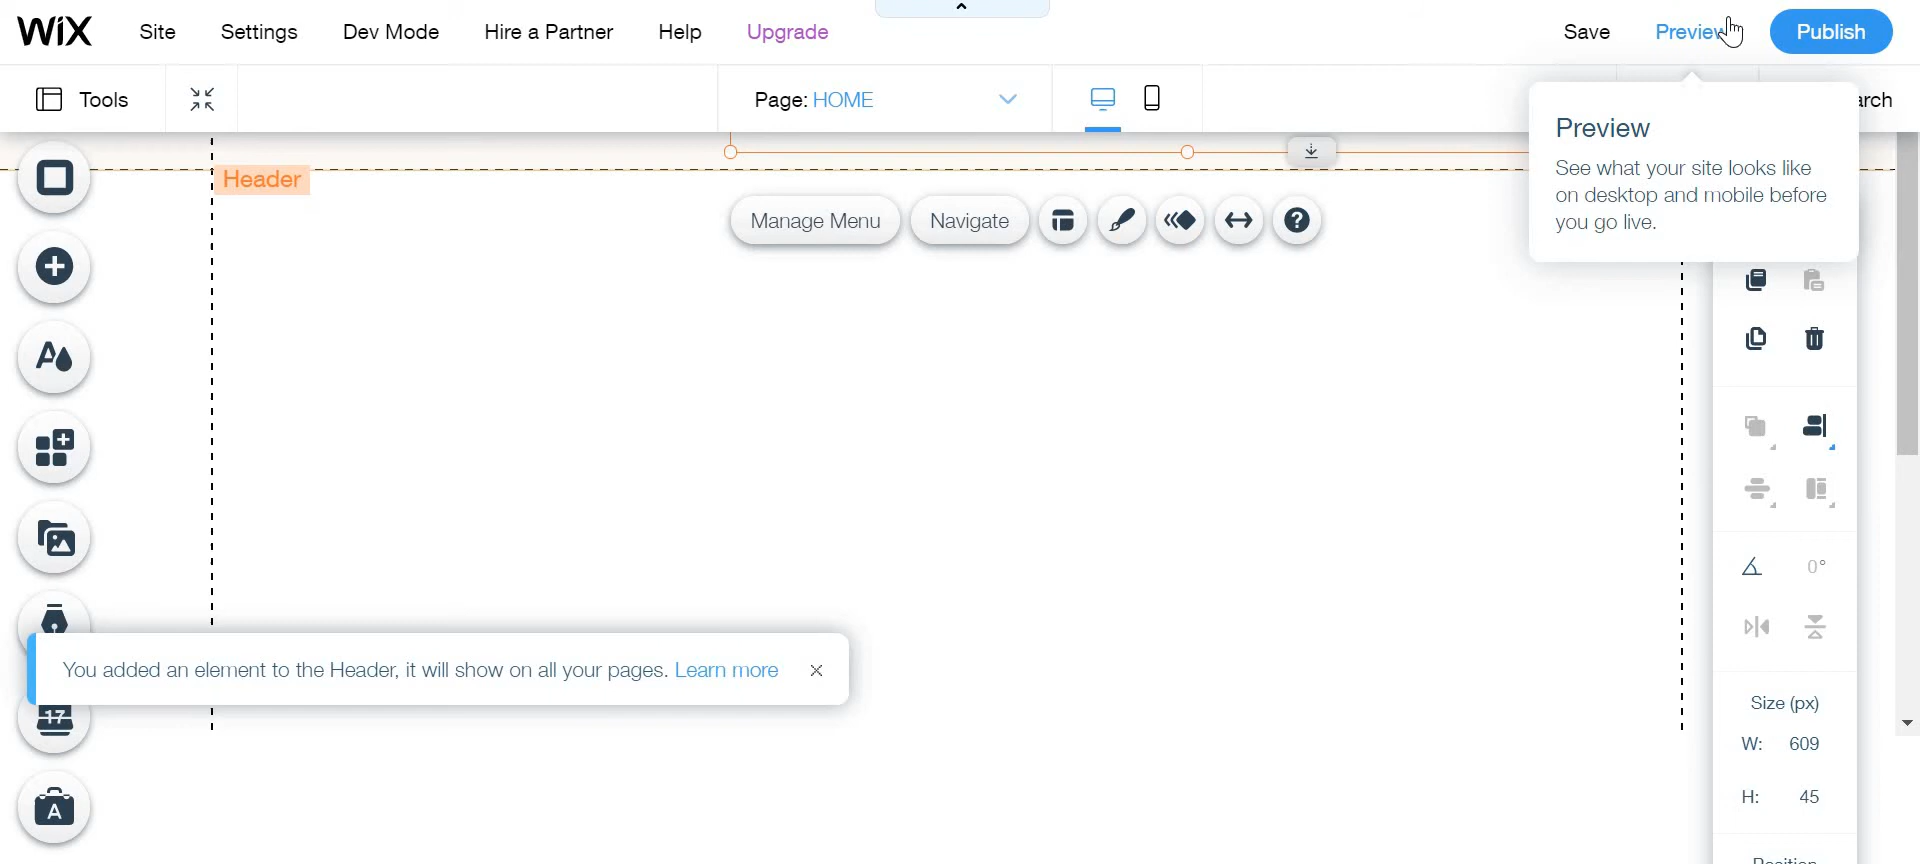 WiX Site Settings Dev Mode Hire a Partner Help Upgrade Save Preview Publish
Tools Page: HOME
Header
Manage Menu Navigate
Preview
See what your site looks like
on desktop and mobile before
you go live.
0°
You added an element to the Header, it will show on all your pages. Learn more
17
Size (px)
W: 609
A
H: 45